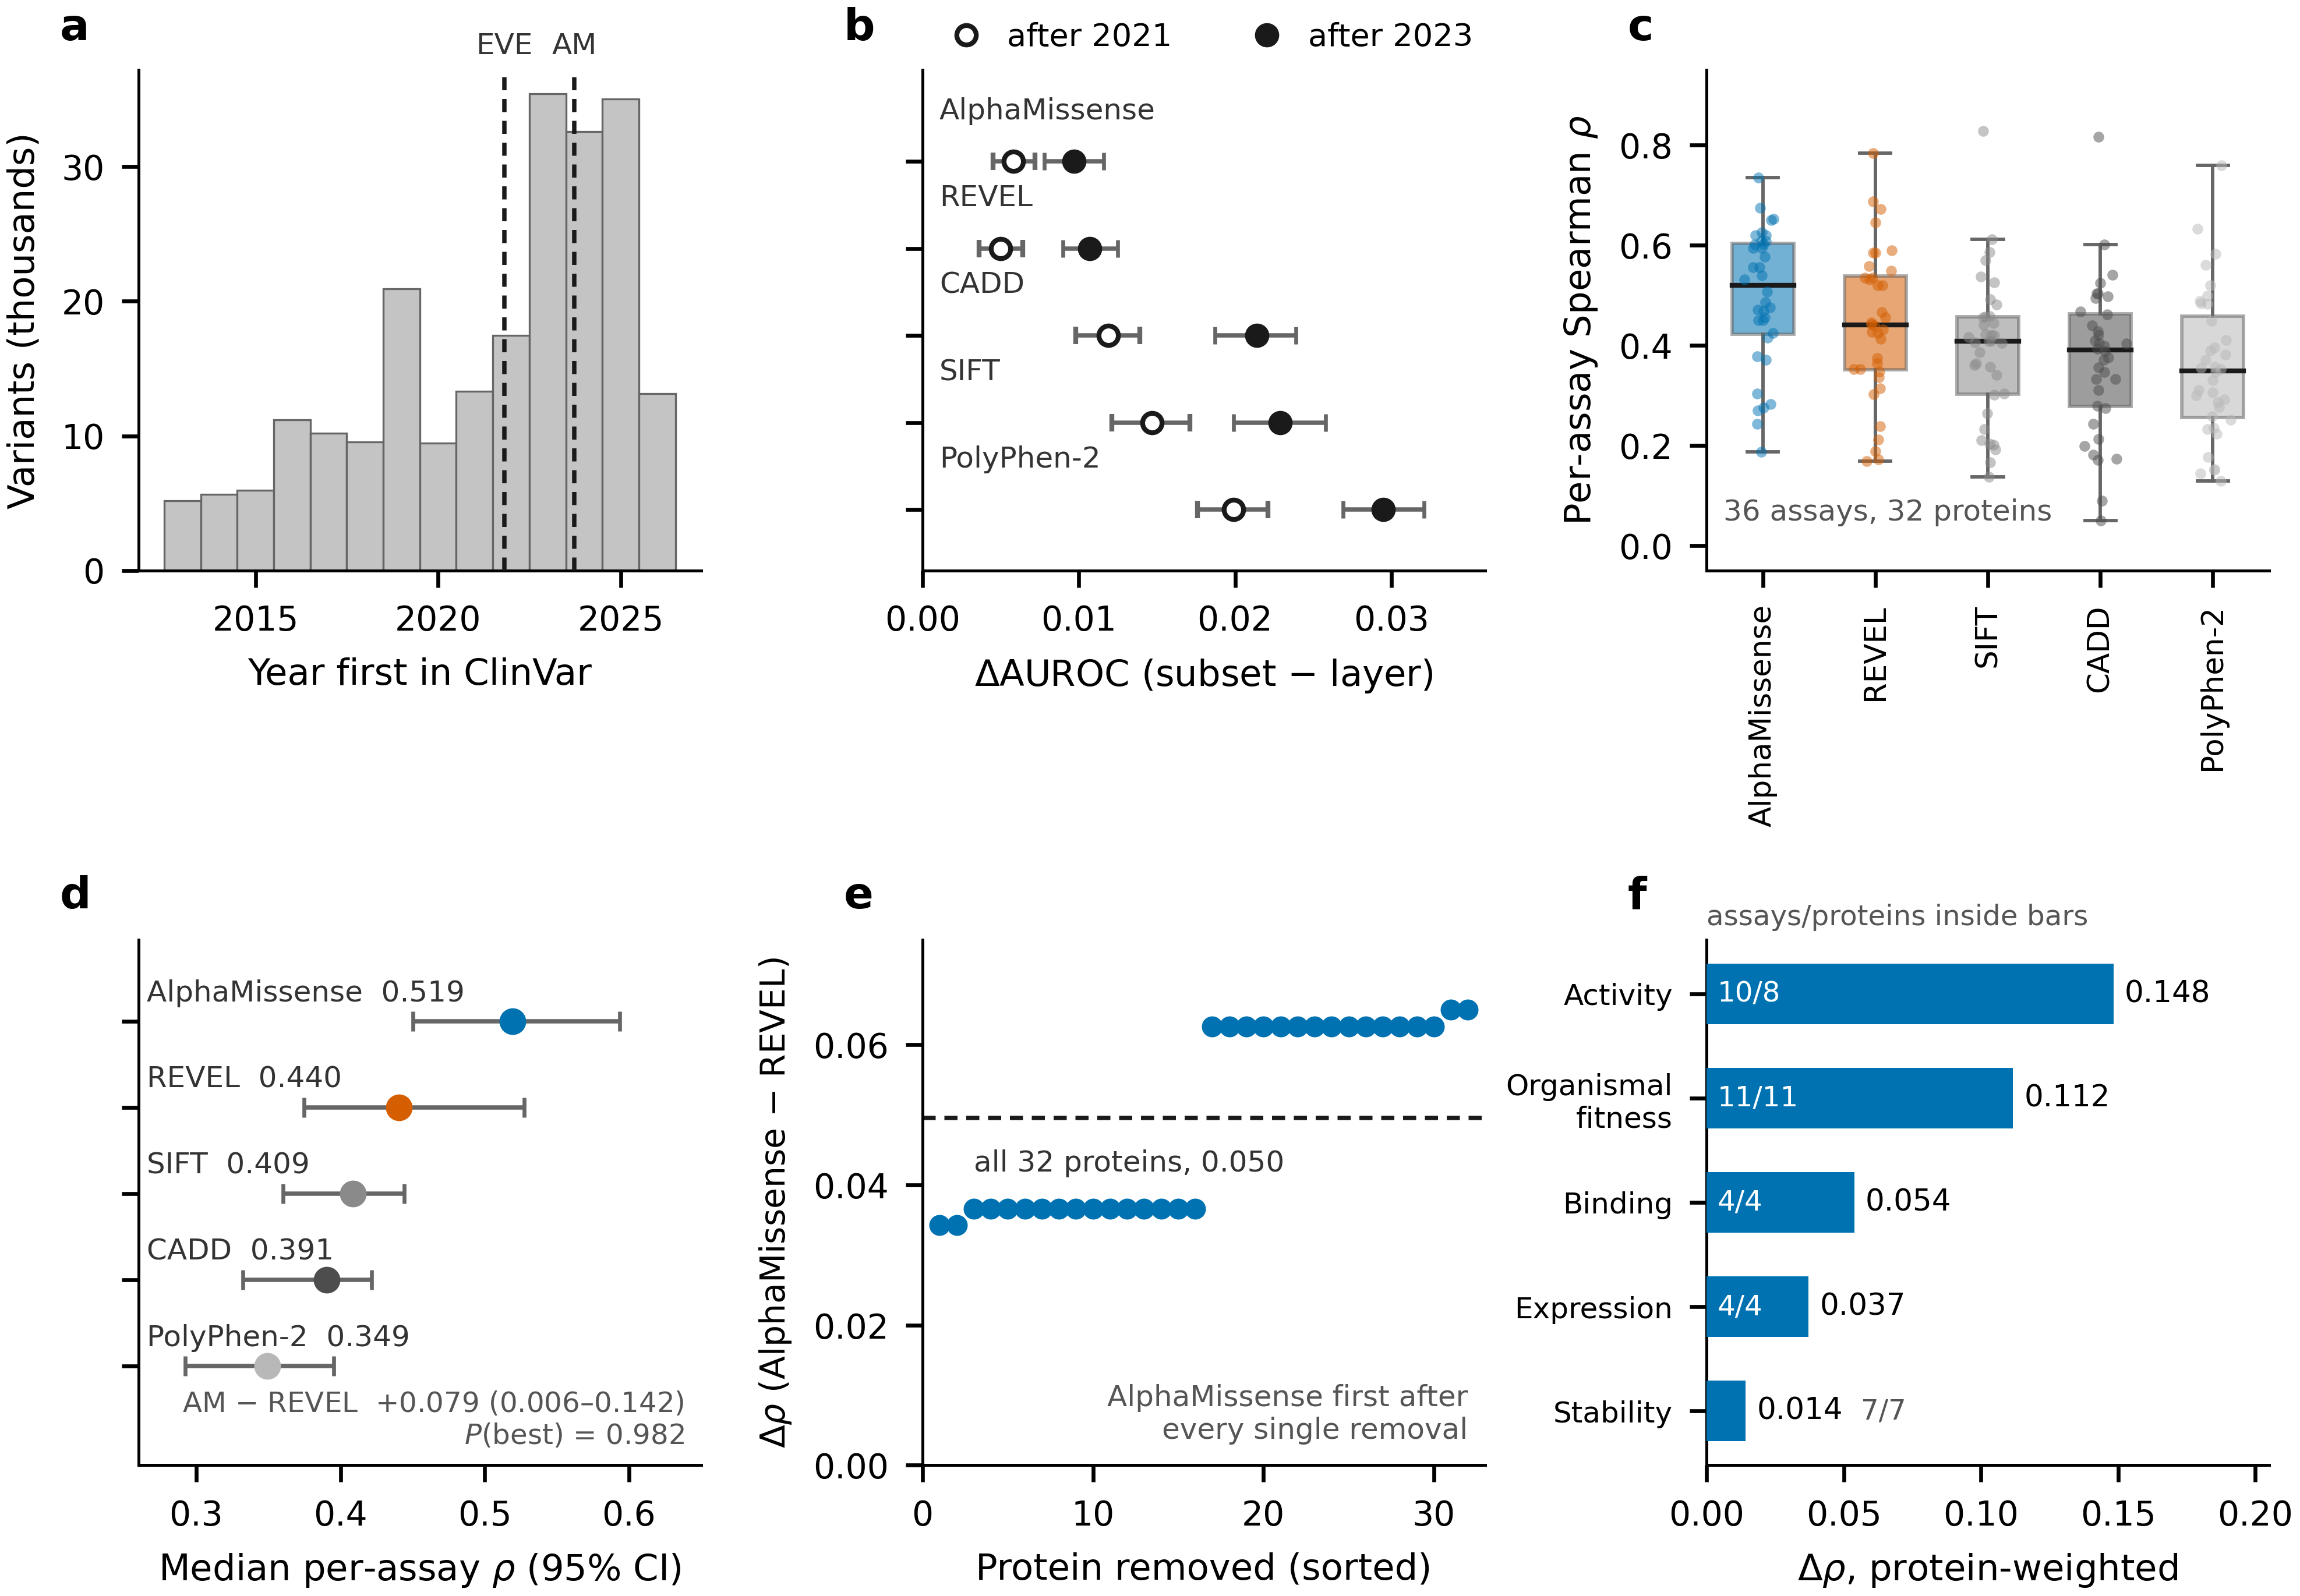 a
EVE AM
Variants (thousands)
30
20
10
0
2015 2020 2025
Year first in ClinVar
b
after 2021 after 2023
AlphaMissense
REVEL
CADD
SIFT
PolyPhen-2
0.00 0.01 0.02 0.03
ΔAUROC (subset − layer)
c
Per-assay Spearman ρ
0.8
0.6
0.4
0.2
0.0
36 assays, 32 proteins
AlphaMissense
REVEL
SIFT
CADD
PolyPhen-2
d
AlphaMissense 0.519
REVEL 0.440
SIFT 0.409
CADD 0.391
PolyPhen-2 0.349
AM − REVEL +0.079 (0.006–0.142)
P(best) = 0.982
0.3 0.4 0.5 0.6
Median per-assay ρ (95% CI)
e
Δρ (AlphaMissense − REVEL)
0.06
0.04
0.02
0.00
all 32 proteins, 0.050
AlphaMissense first after
every single removal
0 10 20 30
Protein removed (sorted)
f
assays/proteins inside bars
Activity 10/8 0.148
Organismal
fitness
11/11 0.112
Binding 4/4 0.054
Expression 4/4 0.037
Stability 0.014 7/7
0.00 0.05 0.10 0.15 0.20
Δρ, protein-weighted